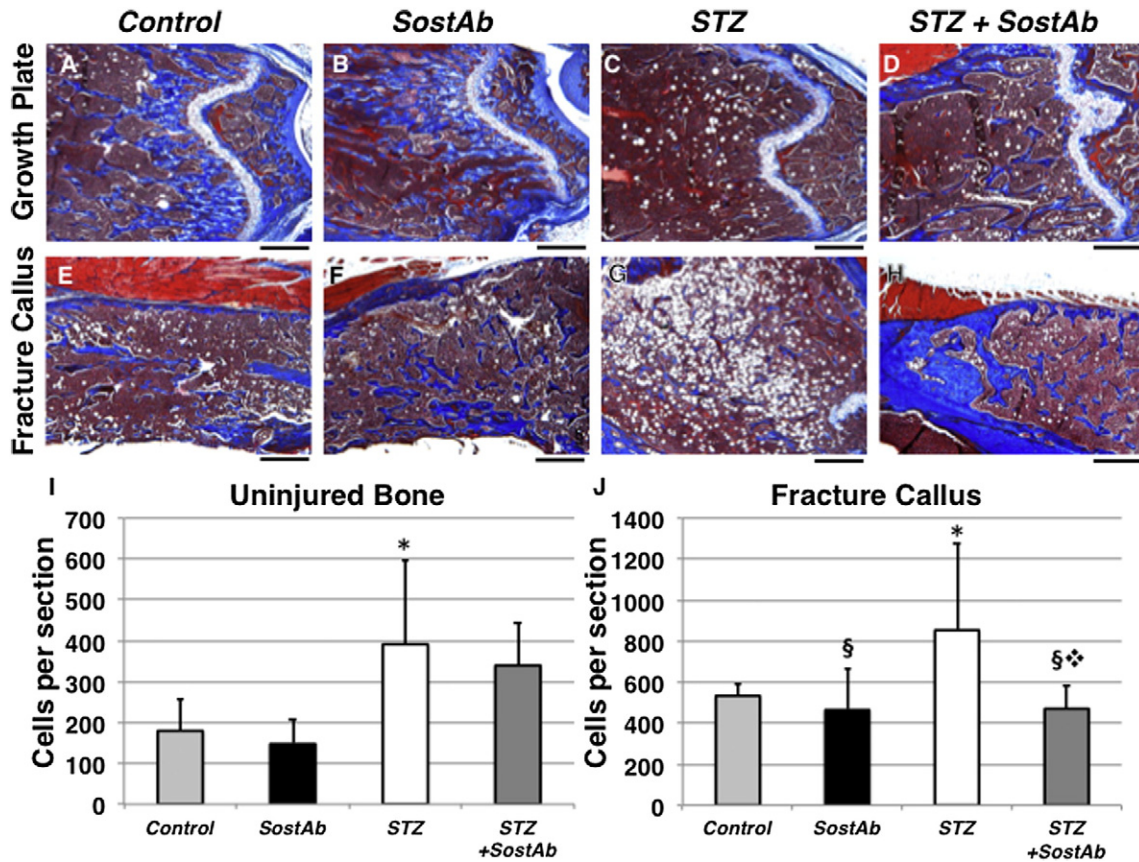 Control SostAb STZ STZ + SostAb
Growth Plate
A B C D
Fracture Callus
E F G H
I Uninjured Bone
Cells per section
700
600
500
400
300
200
100
0
*
Control SostAb STZ STZ
+SostAb
J Fracture Callus
Cells per section
1400
1200
1000
800
600
400
200
0
§ * §❖
Control SostAb STZ STZ
+SostAb